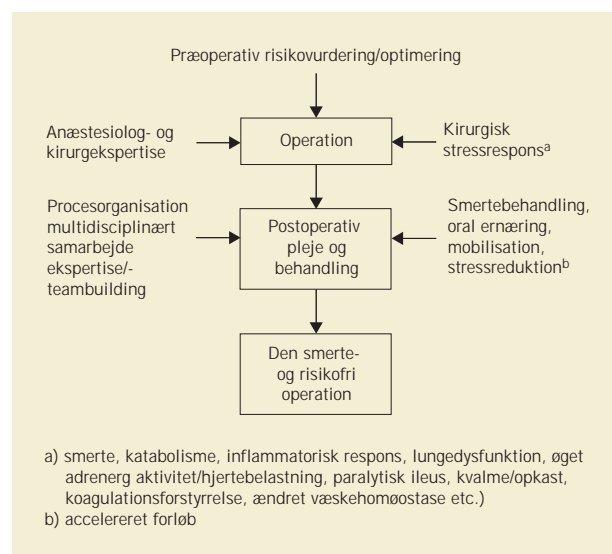 Præoperativ risikovurdering/optimering
Anæstesiolog- og
kirurgekspertise
Operation
Kirurgisk
stressrespons^a
Procesorganisation
multidisciplinært
samarbejde
ekspertise/-
teambuilding
Postoperativ
pleje og
behandling
Smertebehandling,
oral ernæring,
mobilisation,
stressreduktion^b
Den smerte-
og risikofri
operation
a) smerte, katabolisme, inflammatorisk respons, lungedysfunktion, øget
adrenerg aktivitet/hjertebelastning, paralytisk ileus, kvalme/opkast,
koagulationsforstyrrelse, ændret væskehomøostase etc.)
b) accelereret forløb